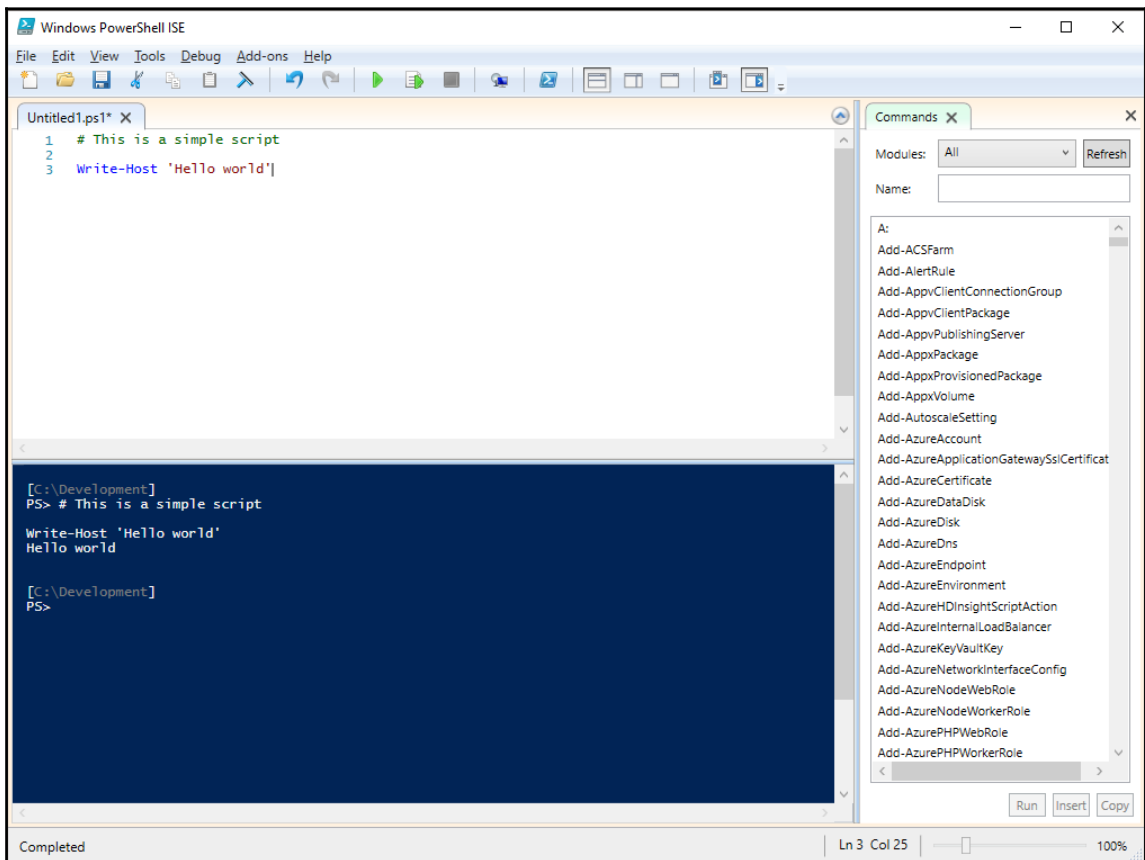 Windows PowerShell ISE
File Edit View Tools Debug Add-ons Help
Untitled1.ps1* X
1 # This is a simple script
2
3 Write-Host 'Hello world'
[C:\Development]
PS> # This is a simple script
Write-Host 'Hello world'
Hello world
[C:\Development]
PS>
Commands X
Modules: All Refresh
Name:
A:
Add-ACSFarm
Add-AlertRule
Add-AppvClientConnectionGroup
Add-AppvClientPackage
Add-AppvPublishingServer
Add-AppxPackage
Add-AppxProvisionedPackage
Add-AppxVolume
Add-AutoscaleSetting
Add-AzureAccount
Add-AzureApplicationGatewaySslCertificat
Add-AzureCertificate
Add-AzureDataDisk
Add-AzureDisk
Add-AzureDns
Add-AzureEndpoint
Add-AzureEnvironment
Add-AzureHDInsightScriptAction
Add-AzureInternalLoadBalancer
Add-AzureKeyVaultKey
Add-AzureNetworkInterfaceConfig
Add-AzureNodeWebRole
Add-AzureNodeWorkerRole
Add-AzurePHPWebRole
Add-AzurePHPWorkerRole
Run Insert Copy
Completed Ln 3 Col 25 100%